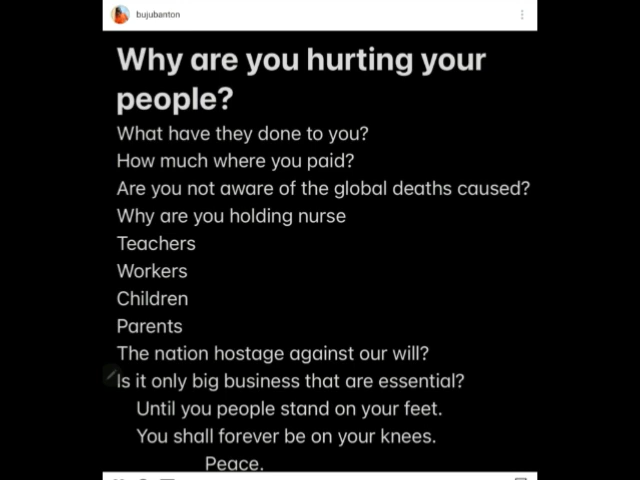 bujubanton
Why are you hurting your
people?
What have they done to you?
How much where you paid?
Are you not aware of the global deaths caused?
Why are you holding nurse
Teachers
Workers
Children
Parents
The nation hostage against our will?
Is it only big business that are essential?
Until you people stand on your feet.
You shall forever be on your knees.
Peace.